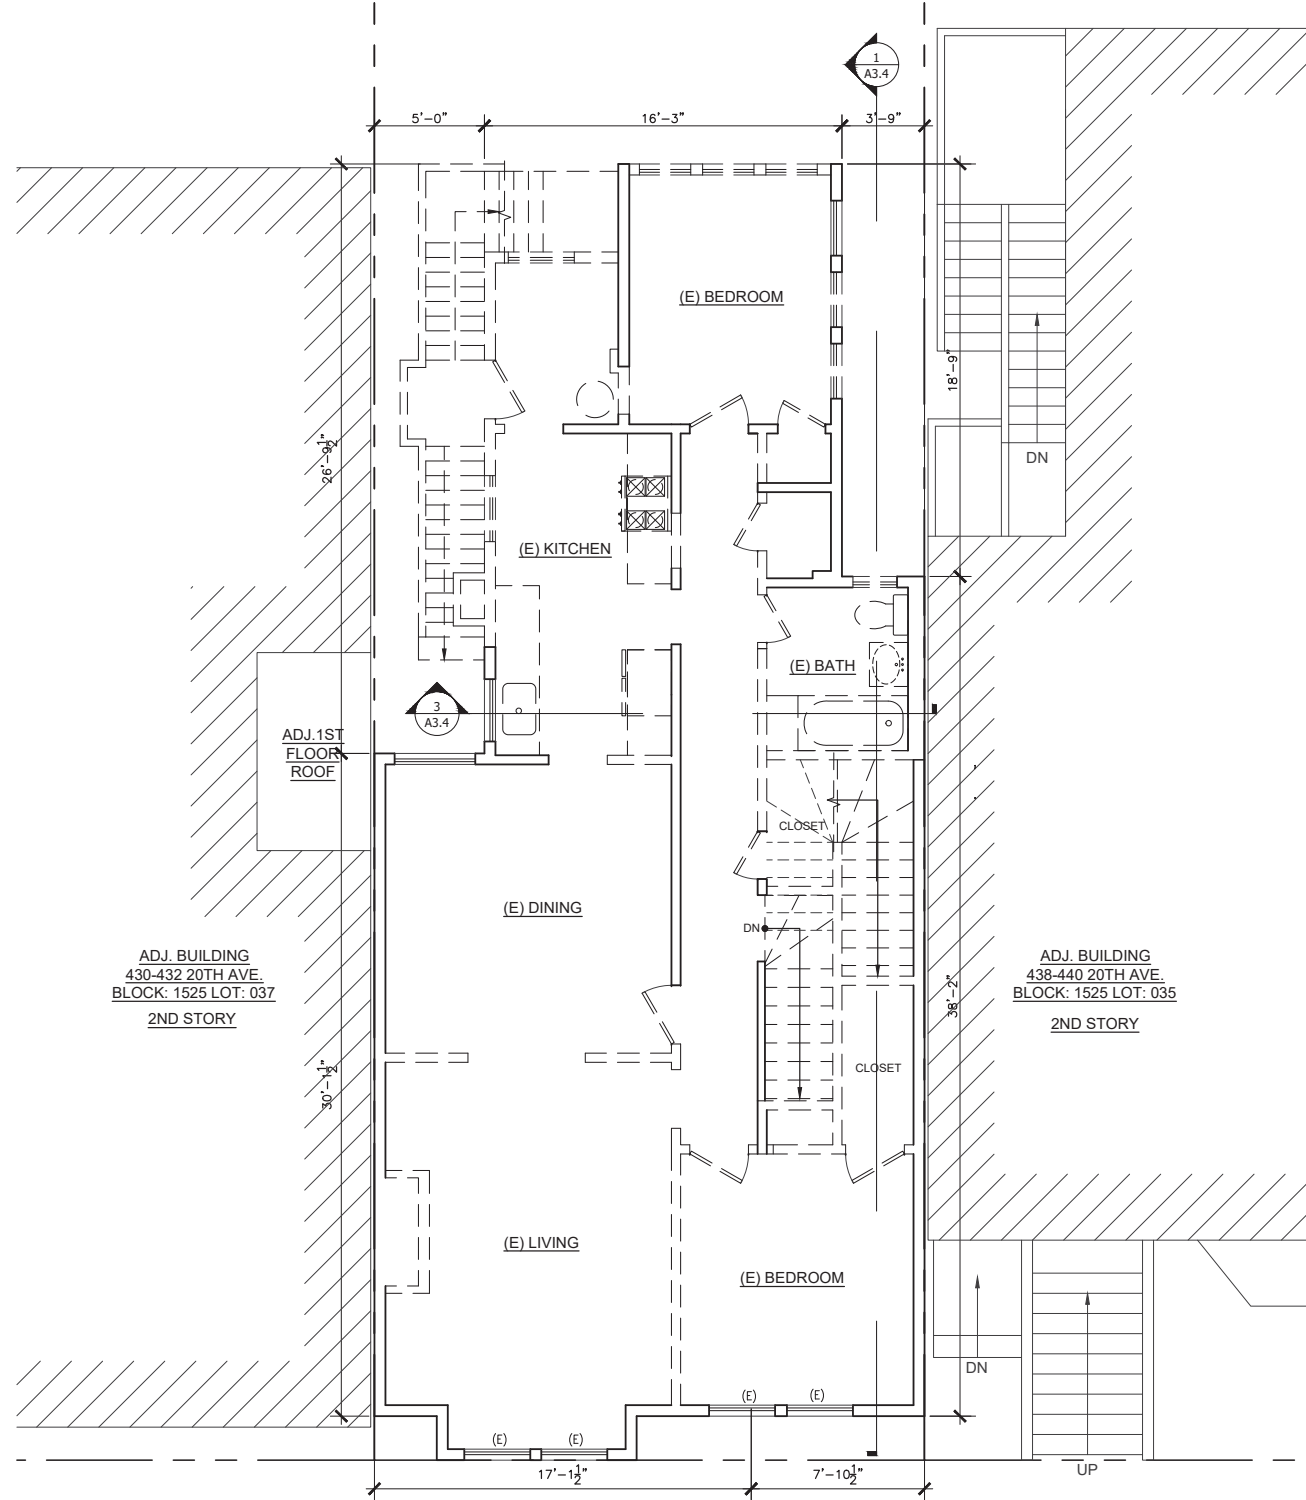 1
A3.4
5'-0"
16'-3"
3'-9"
(E) BEDROOM
18'-9"
26'-9½"
DN
(E) KITCHEN
(E) BATH
3
A3.4
ADJ.1ST
FLOOR
ROOF
CLOSET
(E) DINING
DN
ADJ. BUILDING
430-432 20TH AVE.
BLOCK: 1525 LOT: 037
2ND STORY
ADJ. BUILDING
438-440 20TH AVE.
BLOCK: 1525 LOT: 035
2ND STORY
38'-2"
30'-1½"
CLOSET
(E) LIVING
(E) BEDROOM
DN
(E)
(E)
(E)
(E)
UP
17'-1½"
7'-10½"